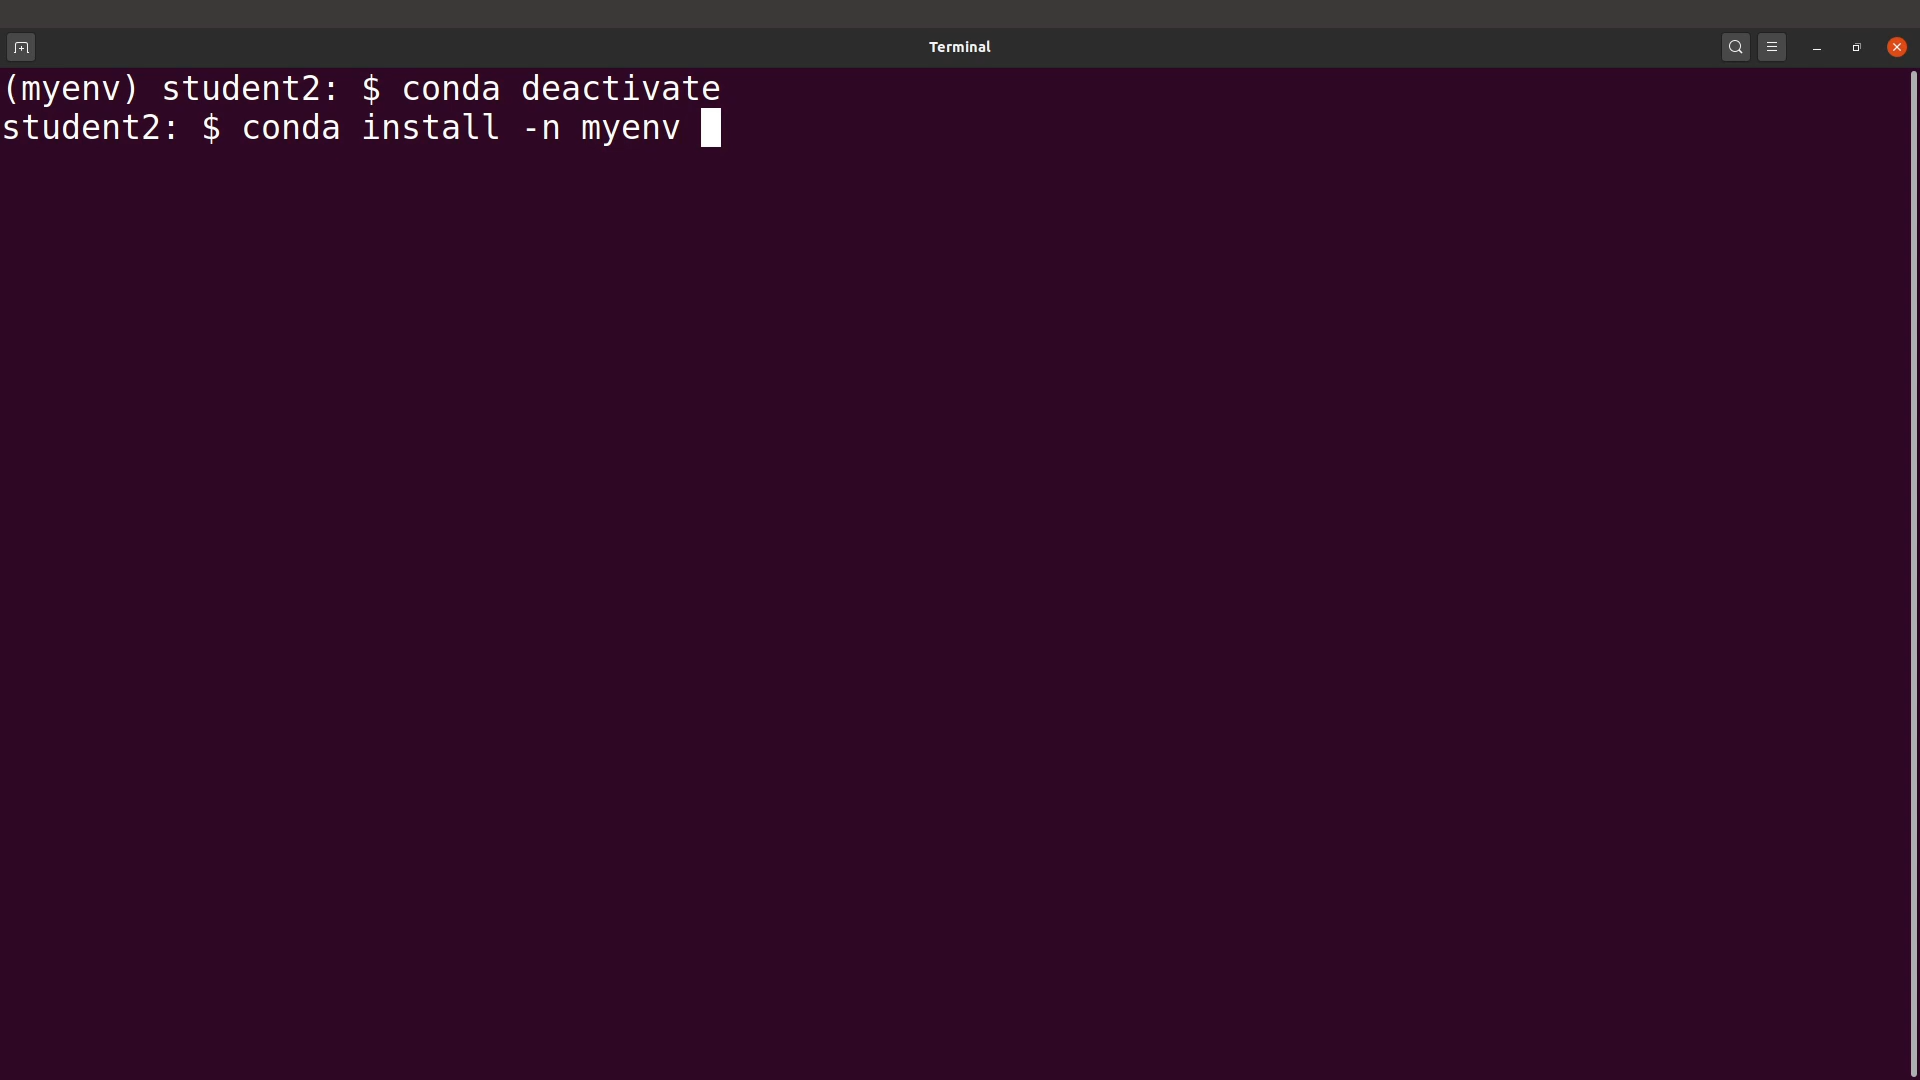 Terminal
(myenv) student2: $ conda deactivate
student2: $ conda install -n myenv